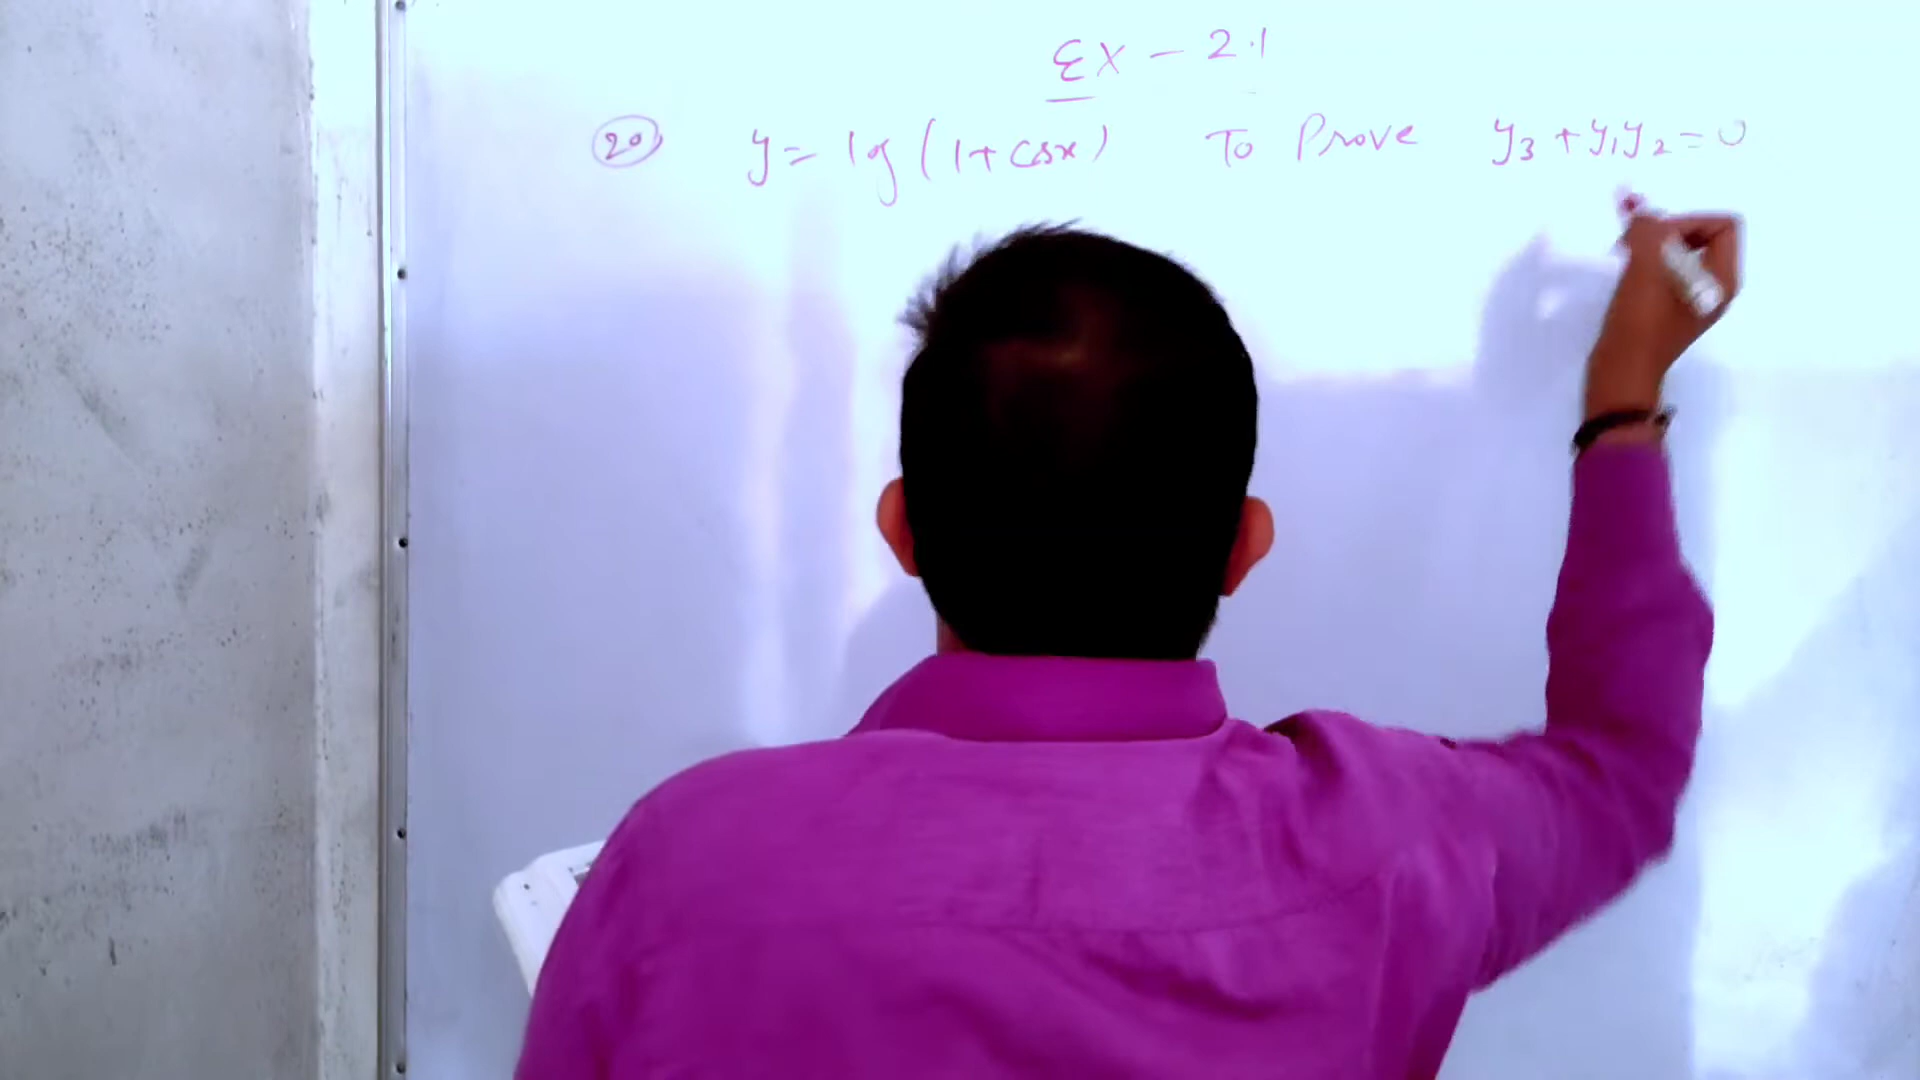 Ex - 2.1
20 y = log (1 + cosx) To Prove y₃ + y₁y₂ = 0